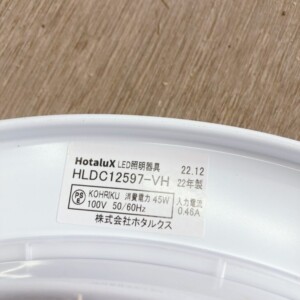 HotaluX LED照明器具 22.12
HLDC12597-VH 22年製
PS E KOHRIKU 消費電力 45W 入力電流
100V 50/60Hz 0.46A
株式会社ホタルクス